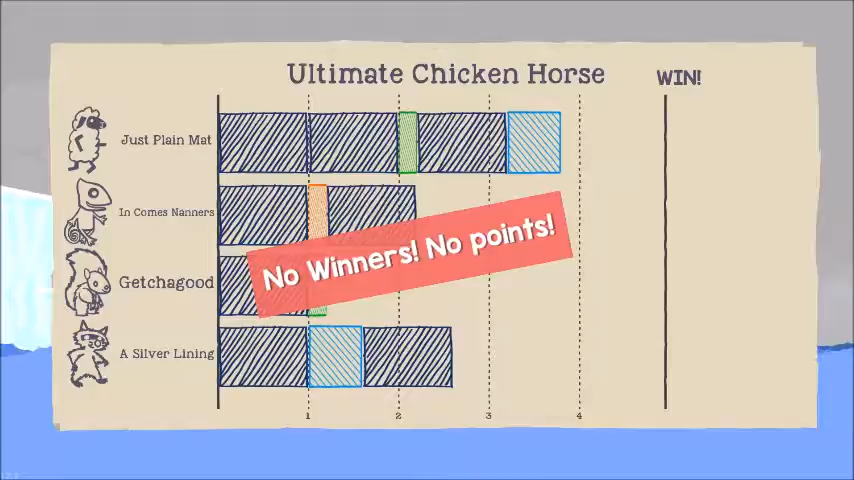 Ultimate Chicken Horse
WIN!
Just Plain Mat
In Comes Nanners
No Winners! No points!
Getchagood
A Silver Lining
1 2 3 4